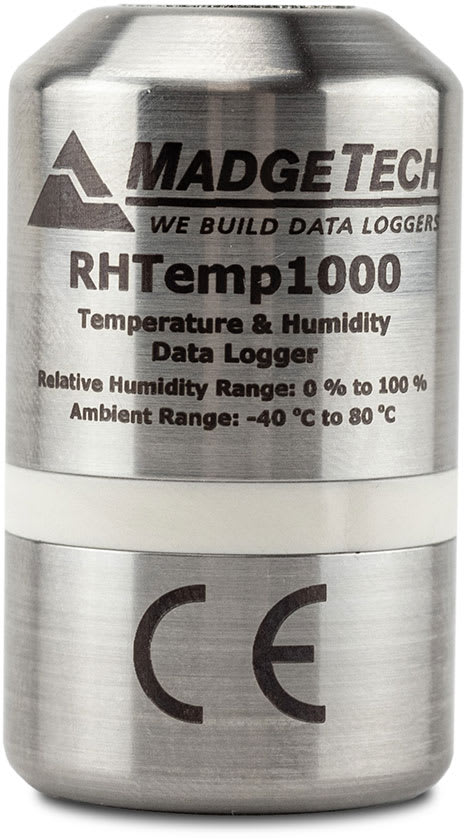 MADGETECH
WE BUILD DATA LOGGERS
RHTemp1000
Temperature & Humidity
Data Logger
Relative Humidity Range: 0 % to 100 %
Ambient Range: -40 °C to 80 °C
CE